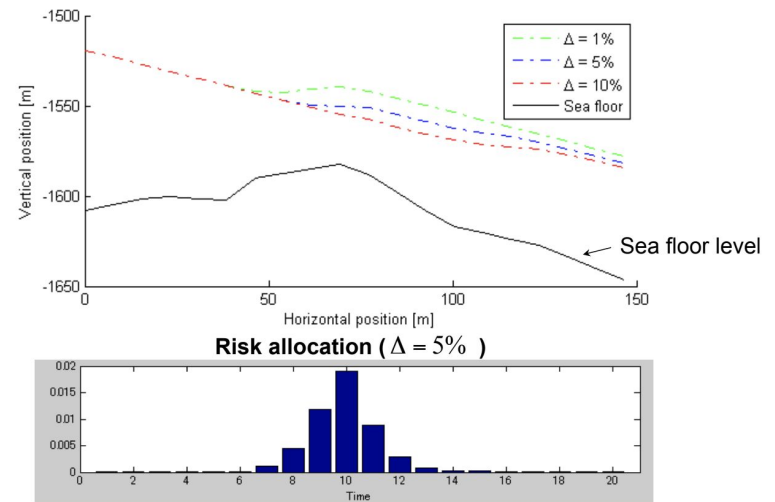 -1500
-1550
-1600
-1650
Vertical position [m]
Δ = 1%
Δ = 5%
Δ = 10%
Sea floor
Sea floor level
0 50 100 150
Horizontal position [m]
Risk allocation ( Δ = 5% )
0.02
0.015
0.01
0.005
0
0 2 4 6 8 10 12 14 16 18 20
Time